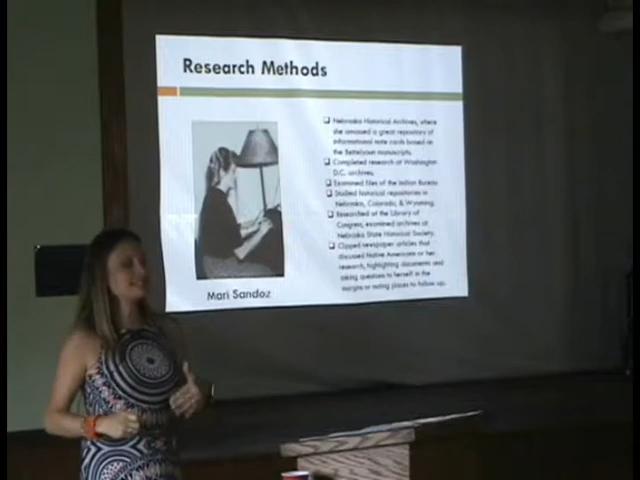 Research Methods
Nebraska Historical Archives, where
she amassed a great repository of
informational note cards based on
the Bettelyoun manuscripts.
Completed research at Washington
D.C. archives.
Examined files of the Indian Bureau
Studied historical repositories in
Nebraska, Colorado, & Wyoming.
Researched at the Library of
Congress, examined archives at
Nebraska State Historical Society.
Clipped newspaper articles that
discussed Native Americans or her
research, highlighting documents and
asking questions to herself in the
margins or noting places to follow up.
Mari Sandoz